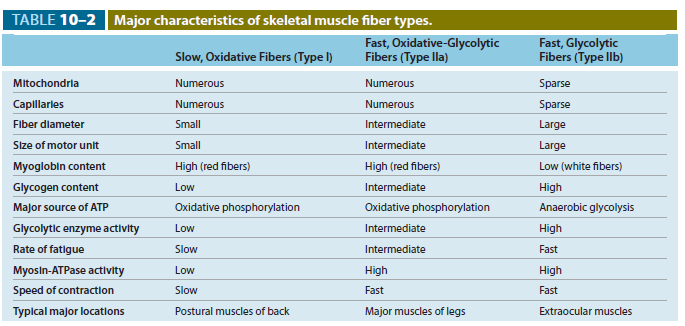 TABLE 10–2 Major characteristics of skeletal muscle fiber types.
Slow, Oxidative Fibers (Type I) Fast, Oxidative-Glycolytic Fibers (Type IIa) Fast, Glycolytic Fibers (Type IIb)
Mitochondria Numerous Numerous Sparse
Capillaries Numerous Numerous Sparse
Fiber diameter Small Intermediate Large
Size of motor unit Small Intermediate Large
Myoglobin content High (red fibers) High (red fibers) Low (white fibers)
Glycogen content Low Intermediate High
Major source of ATP Oxidative phosphorylation Oxidative phosphorylation Anaerobic glycolysis
Glycolytic enzyme activity Low Intermediate High
Rate of fatigue Slow Intermediate Fast
Myosin-ATPase activity Low High High
Speed of contraction Slow Fast Fast
Typical major locations Postural muscles of back Major muscles of legs Extraocular muscles